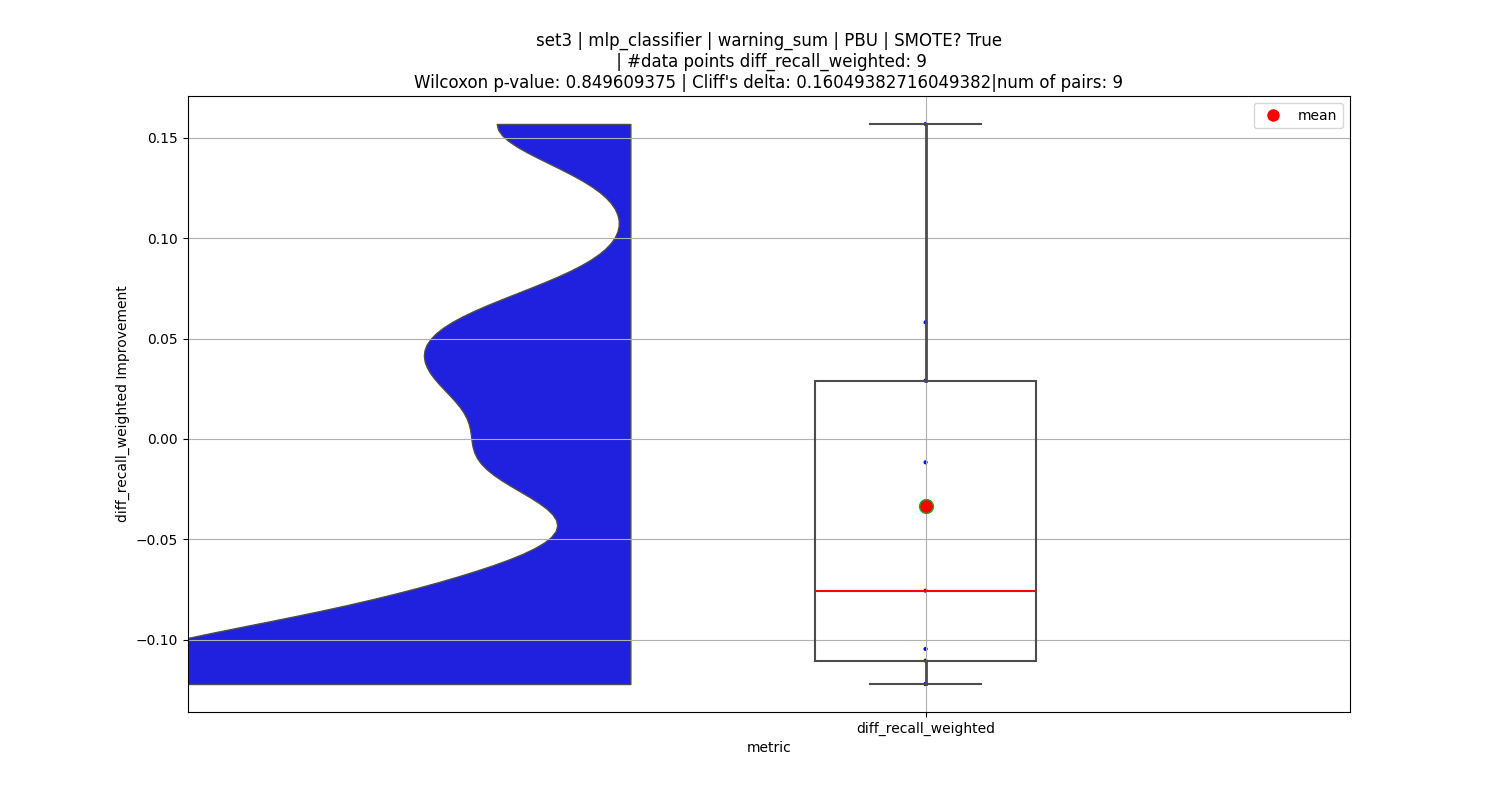 set3 | mlp_classifier | warning_sum | PBU | SMOTE? True
| #data points diff_recall_weighted: 9
Wilcoxon p-value: 0.849609375 | Cliff's delta: 0.16049382716049382|num of pairs: 9
mean
0.15
0.10
0.05
0.00
−0.05
−0.10
diff_recall_weighted Improvement
diff_recall_weighted
metric